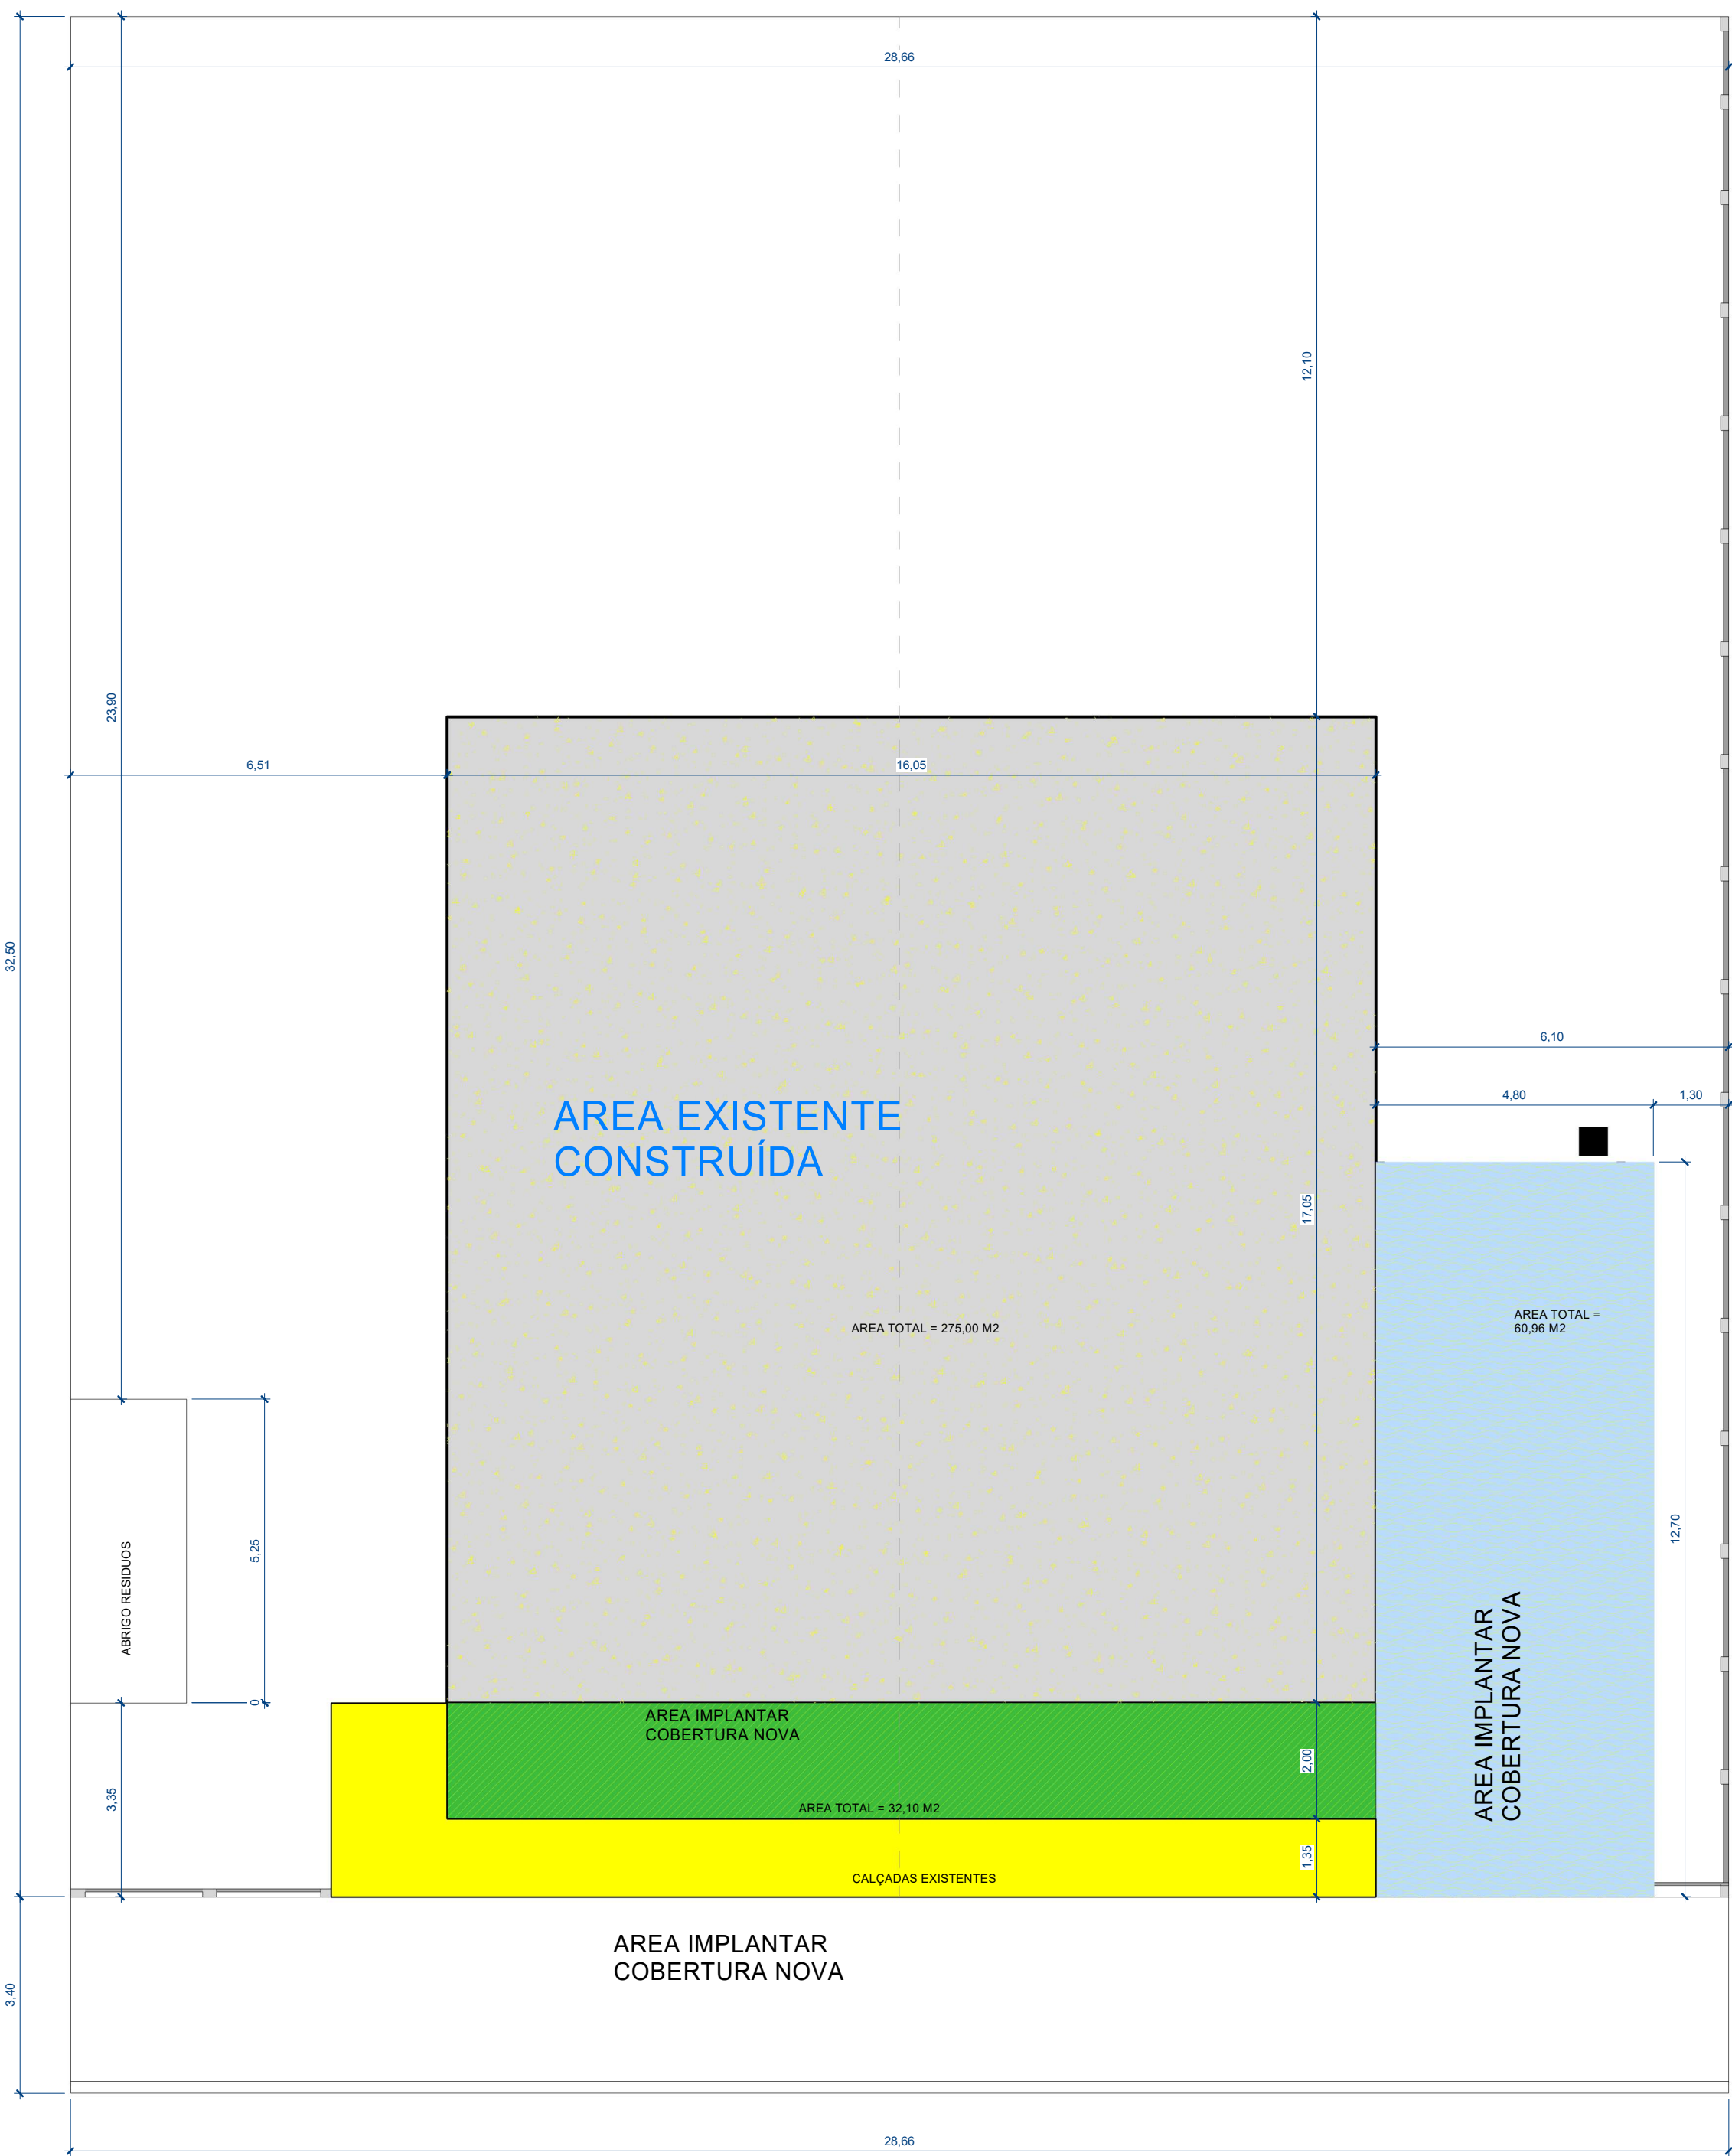 28,66
12,10
23,90
6,51
16,05
32,50
6,10
4,80
1,30
AREA EXISTENTE
CONSTRUÍDA
17,05
AREA TOTAL =
60,96 M2
AREA TOTAL = 275,00 M2
5,25
12,70
ABRIGO RESIDUOS
AREA IMPLANTAR
COBERTURA NOVA
0
AREA IMPLANTAR
COBERTURA NOVA
2,00
3,35
AREA TOTAL = 32,10 M2
1,35
CALÇADAS EXISTENTES
AREA IMPLANTAR
COBERTURA NOVA
3,40
28,66